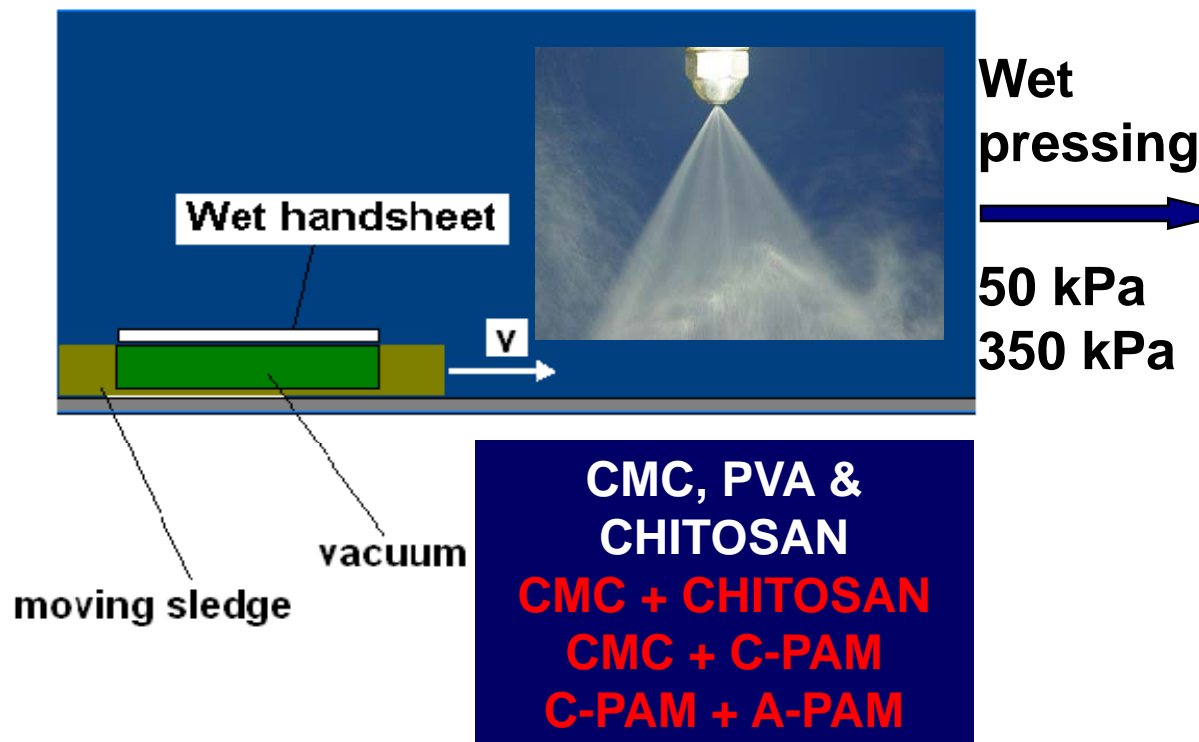 Wet
pressing
Wet handsheet
50 kPa
350 kPa
v
CMC, PVA &
CHITOSAN
CMC + CHITOSAN
CMC + C-PAM
C-PAM + A-PAM
vacuum
moving sledge